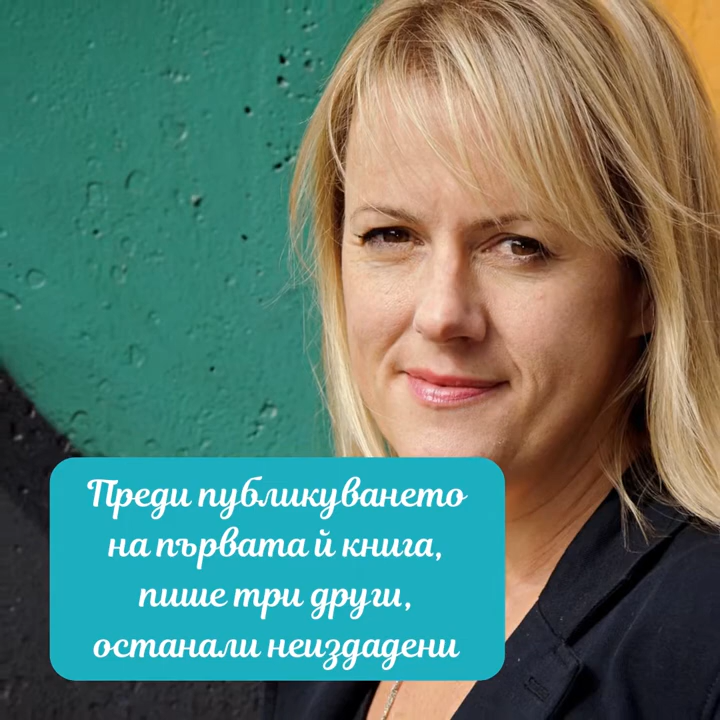 Преди публикуването
на първата ѝ книга,
пише три други,
останали неиздадени